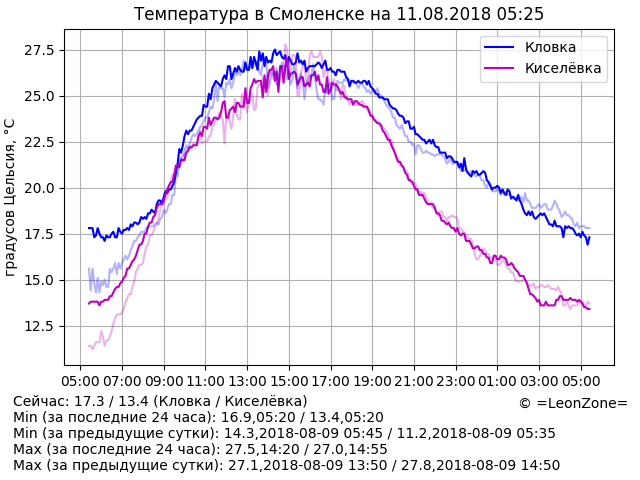 Температура в Смоленске на 11.08.2018 05:25
градусов Цельсия, °C
27.5
25.0
22.5
20.0
17.5
15.0
12.5
Кловка
Киселёвка
05:00 07:00 09:00 11:00 13:00 15:00 17:00 19:00 21:00 23:00 01:00 03:00 05:00
Сейчас: 17.3 / 13.4 (Кловка / Киселёвка)
© =LeonZone=
Min (за последние 24 часа): 16.9,05:20 / 13.4,05:20
Min (за предыдущие сутки): 14.3,2018-08-09 05:45 / 11.2,2018-08-09 05:35
Max (за последние 24 часа): 27.5,14:20 / 27.0,14:55
Max (за предыдущие сутки): 27.1,2018-08-09 13:50 / 27.8,2018-08-09 14:50